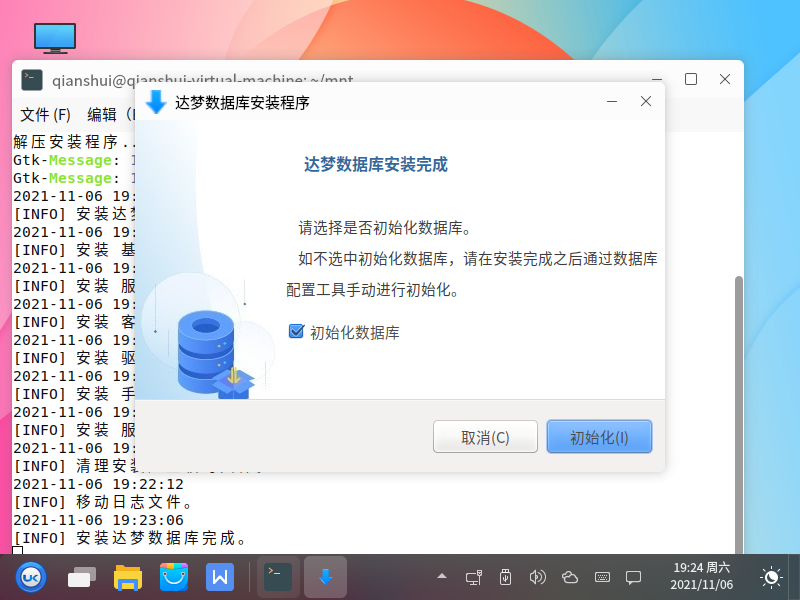 qianshui@qianshui-virtual-machine: ~/mnt
文件 (F) 编辑
达梦数据库安装程序
达梦数据库安装完成
请选择是否初始化数据库。
如不选中初始化数据库，请在安装完成之后通过数据库
配置工具手动进行初始化。
初始化数据库
取消(C)
初始化(I)
解压安装程序..
Gtk-Message: 1
Gtk-Message: 1
2021-11-06 19:
[INFO] 安装达梦
2021-11-06 19:
[INFO] 安装 基
2021-11-06 19:
[INFO] 安装 服
2021-11-06 19:
[INFO] 安装 客
2021-11-06 19:
[INFO] 安装 驱
2021-11-06 19:
[INFO] 安装 手
2021-11-06 19:
[INFO] 安装 服
2021-11-06 19:
[INFO] 清理安装
2021-11-06 19:22:12
[INFO] 移动日志文件。
2021-11-06 19:23:06
[INFO] 安装达梦数据库完成。
UK
W
19:24 周六
2021/11/06